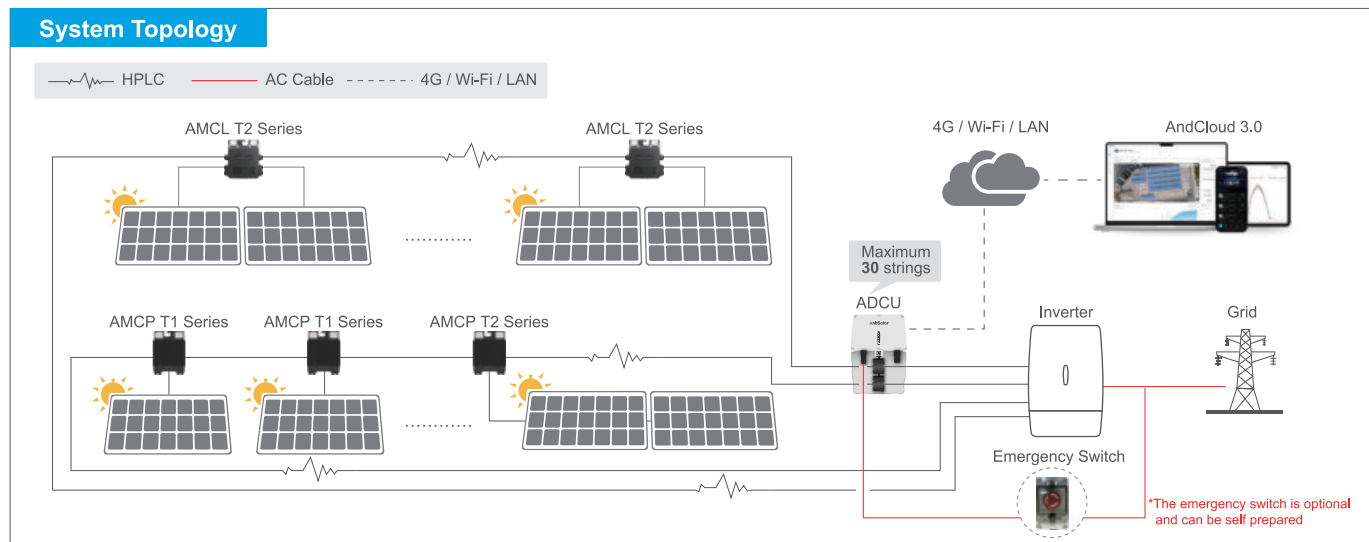 System Topology
HPLC
AC Cable
4G / Wi-Fi / LAN
AMCL T2 Series
AMCL T2 Series
4G / Wi-Fi / LAN
AndCloud 3.0
Maximum
30 strings
ADCU
AndSolar
Inverter
Grid
AMCP T1 Series
AMCP T1 Series
AMCP T2 Series
Emergency Switch
*The emergency switch is optional
and can be self prepared